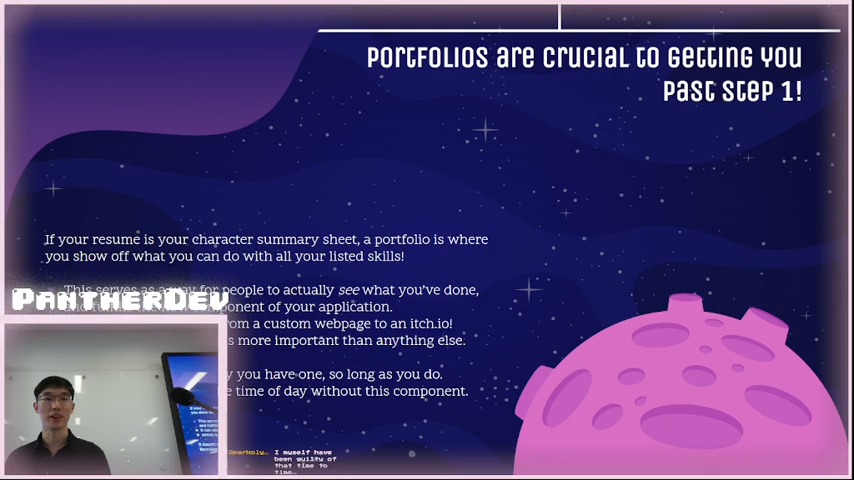 Portfolios are crucial to getting you
past step 1!
If your resume is your character summary sheet, a portfolio is where
you show off what you can do with all your listed skills!
This serves as a way for people to actually see what you've done,
component of your application.
from a custom webpage to an itch.io!
more important than anything else.
you have one, so long as you do.
time of day without this component.
PantherDev
Sparkoly…
I myself have
been guilty of
that time to
time…